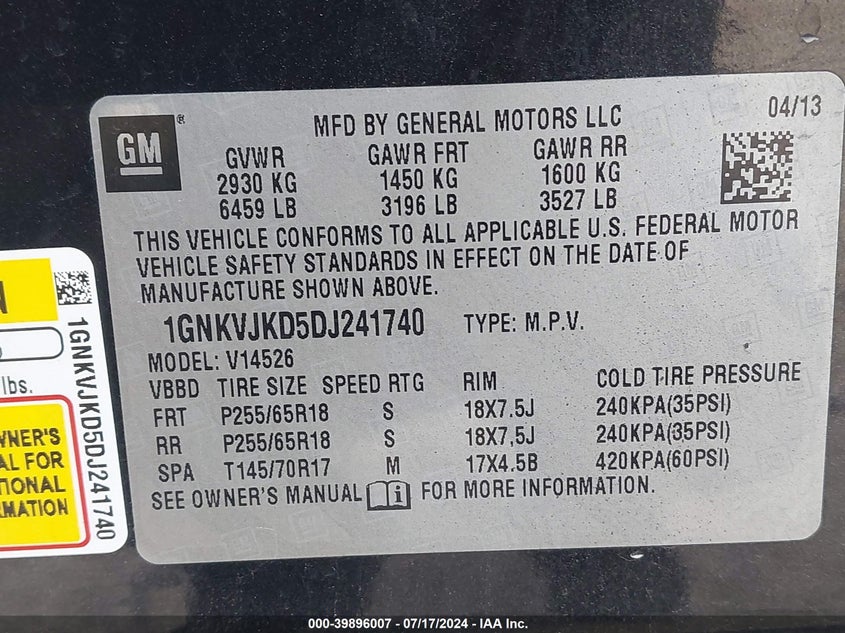 GM
®
MFD BY GENERAL MOTORS LLC
04/13
GVWR GAWR FRT GAWR RR
2930 KG 1450 KG 1600 KG
6459 LB 3196 LB 3527 LB
THIS VEHICLE CONFORMS TO ALL APPLICABLE U.S. FEDERAL MOTOR
VEHICLE SAFETY STANDARDS IN EFFECT ON THE DATE OF
MANUFACTURE SHOWN ABOVE.
1GNKVJKD5DJ241740 TYPE: M.P.V.
MODEL: V14526
VBBD TIRE SIZE SPEED RTG RIM COLD TIRE PRESSURE
FRT P255/65R18 S 18X7.5J 240KPA(35PSI)
RR P255/65R18 S 18X7,5J 240KPA(35PSI)
SPA T145/70R17 M 17X4.5B 420KPA(60PSI)
SEE OWNER'S MANUAL i FOR MORE INFORMATION.
lbs.
WNER'S
AL FOR
TIONAL
RMATION
1GNKVJKD5DJ241740
000-39896007 - 07/17/2024 - IAA Inc.